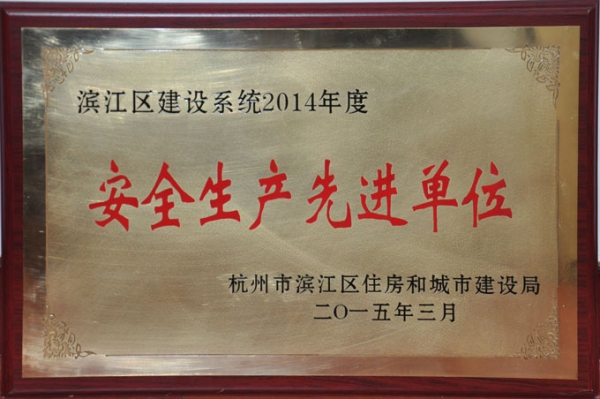 滨江区建设系统2014年度
安全生产先进单位
杭州市滨江区住房和城市建设局
二〇一五年三月